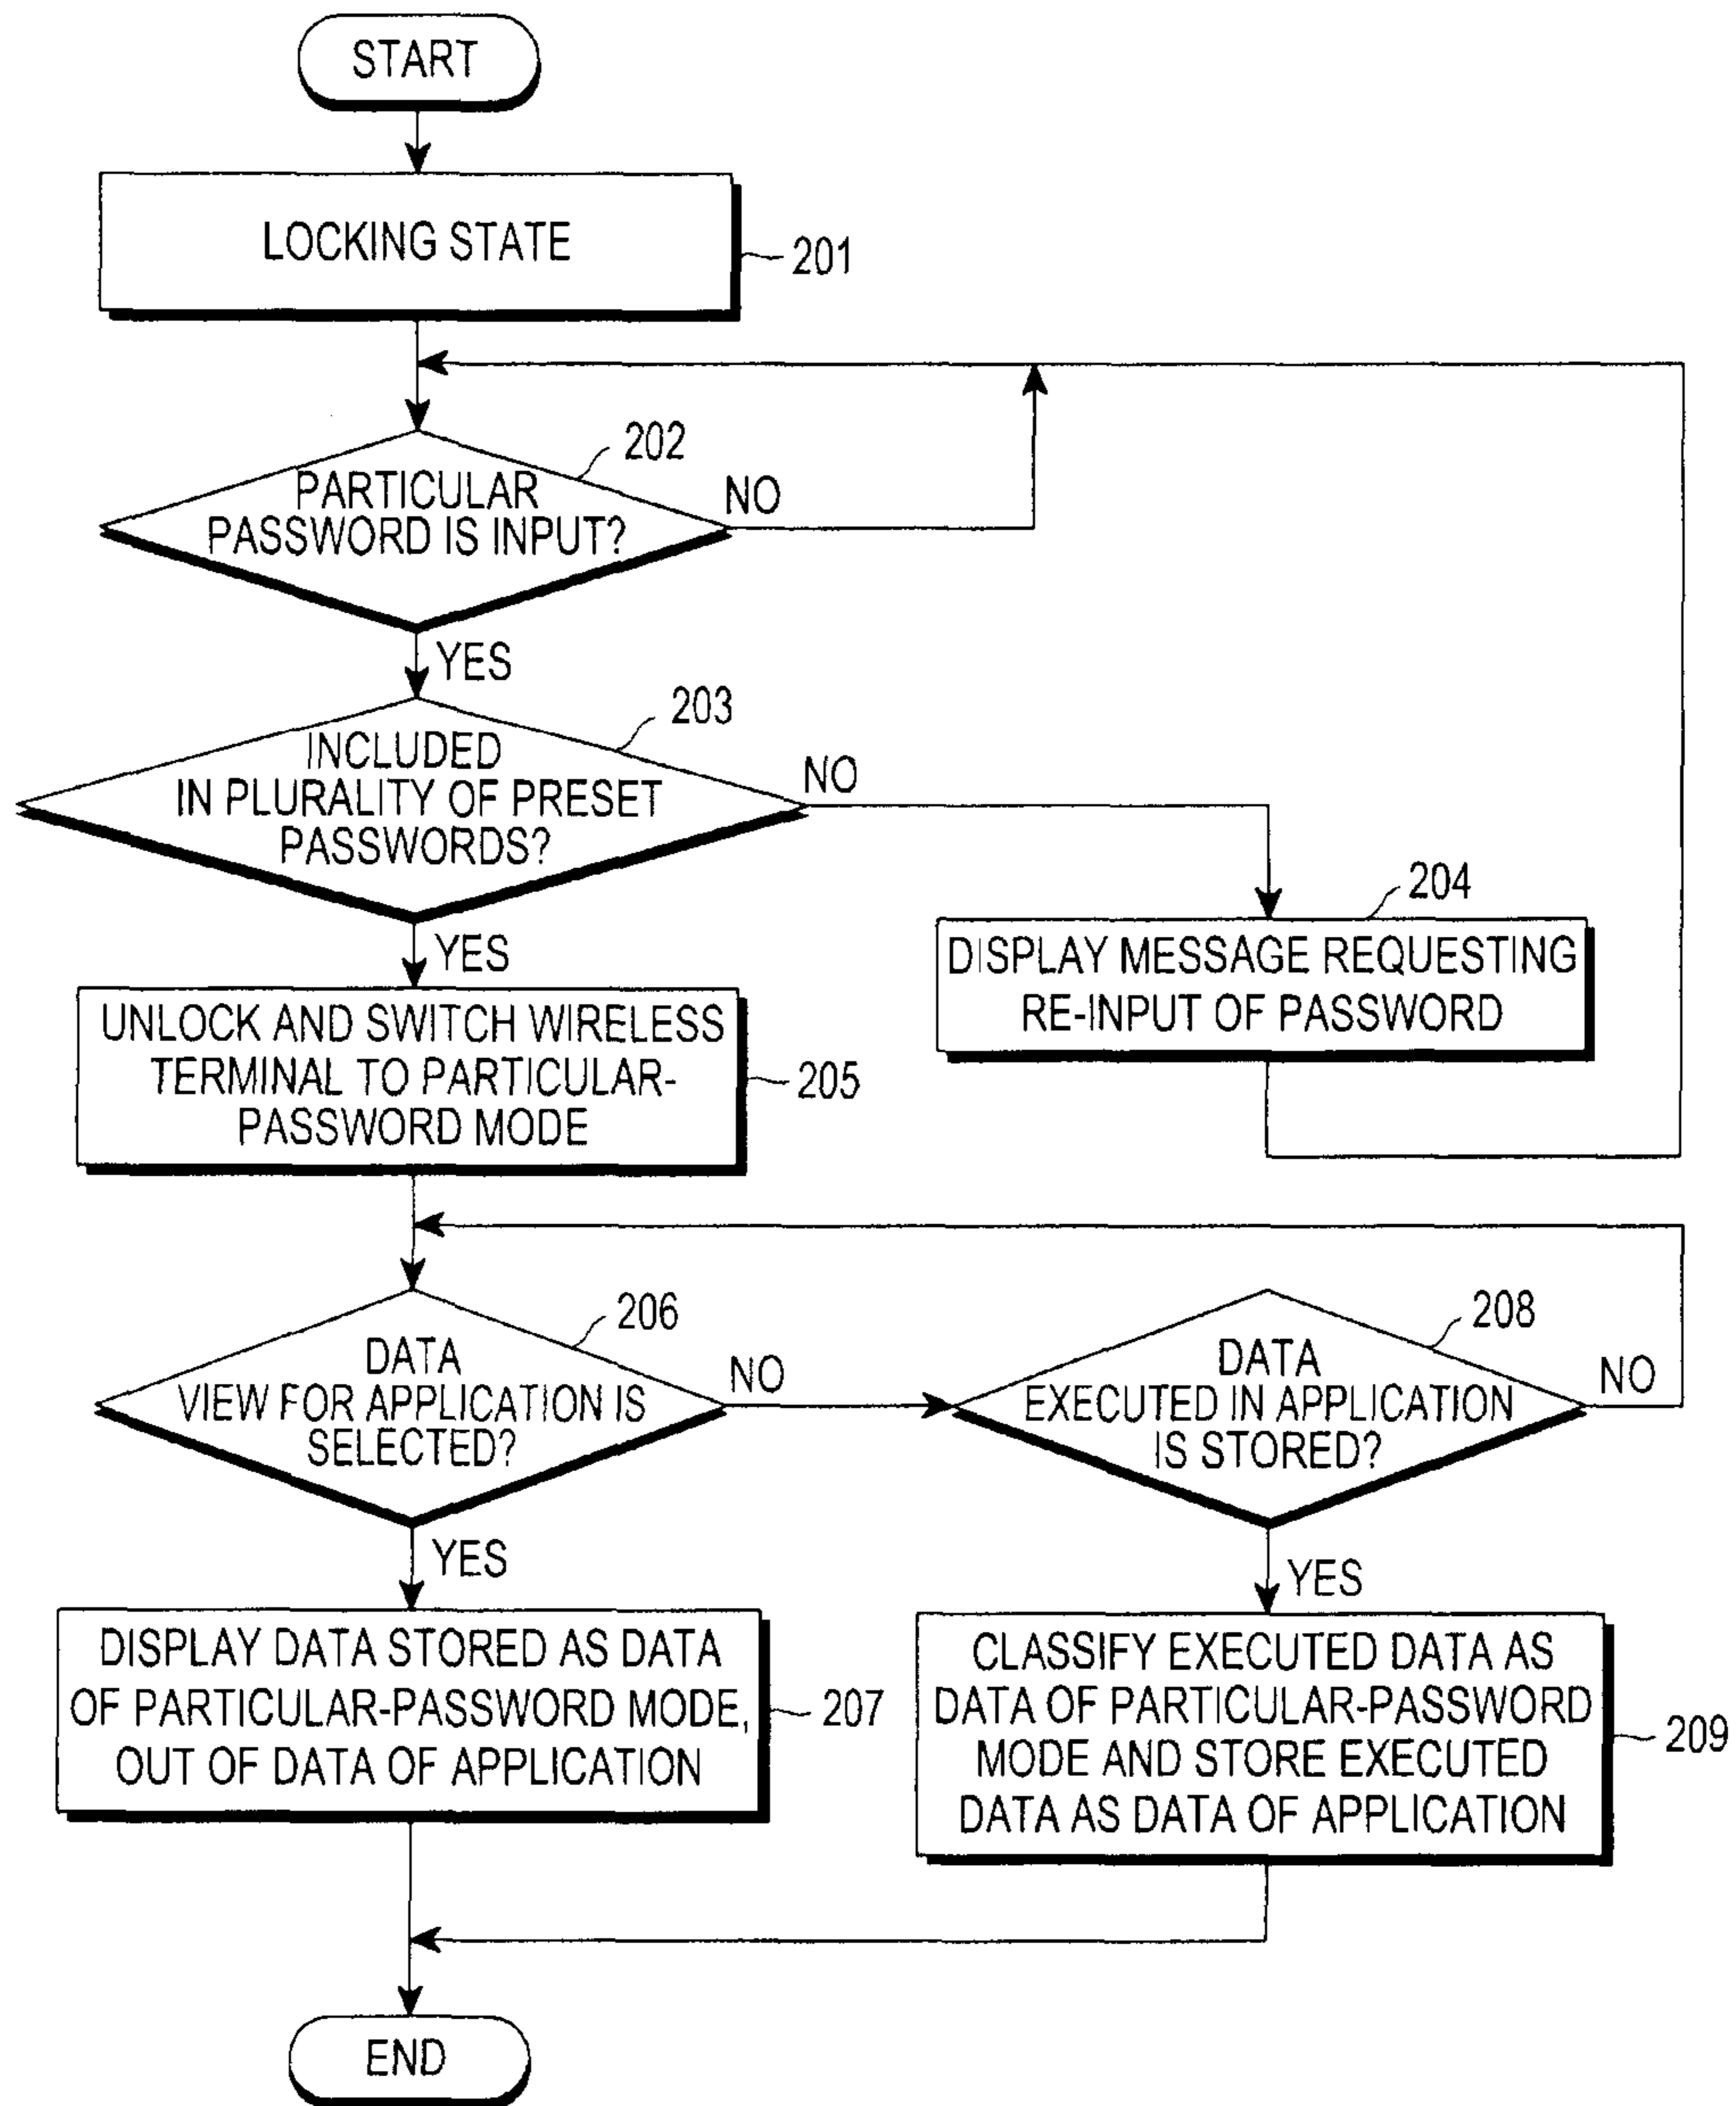 START
LOCKING STATE
201
202
PARTICULAR
PASSWORD IS INPUT?
NO
YES
203
INCLUDED
IN PLURALITY OF PRESET
PASSWORDS?
NO
YES
204
DISPLAY MESSAGE REQUESTING
RE-INPUT OF PASSWORD
UNLOCK AND SWITCH WIRELESS
TERMINAL TO PARTICULAR-
PASSWORD MODE
205
206
DATA
VIEW FOR APPLICATION IS
SELECTED?
NO
YES
208
DATA
EXECUTED IN APPLICATION
IS STORED?
NO
YES
DISPLAY DATA STORED AS DATA
OF PARTICULAR-PASSWORD MODE,
OUT OF DATA OF APPLICATION
207
CLASSIFY EXECUTED DATA AS
DATA OF PARTICULAR-PASSWORD
MODE AND STORE EXECUTED
DATA AS DATA OF APPLICATION
209
END